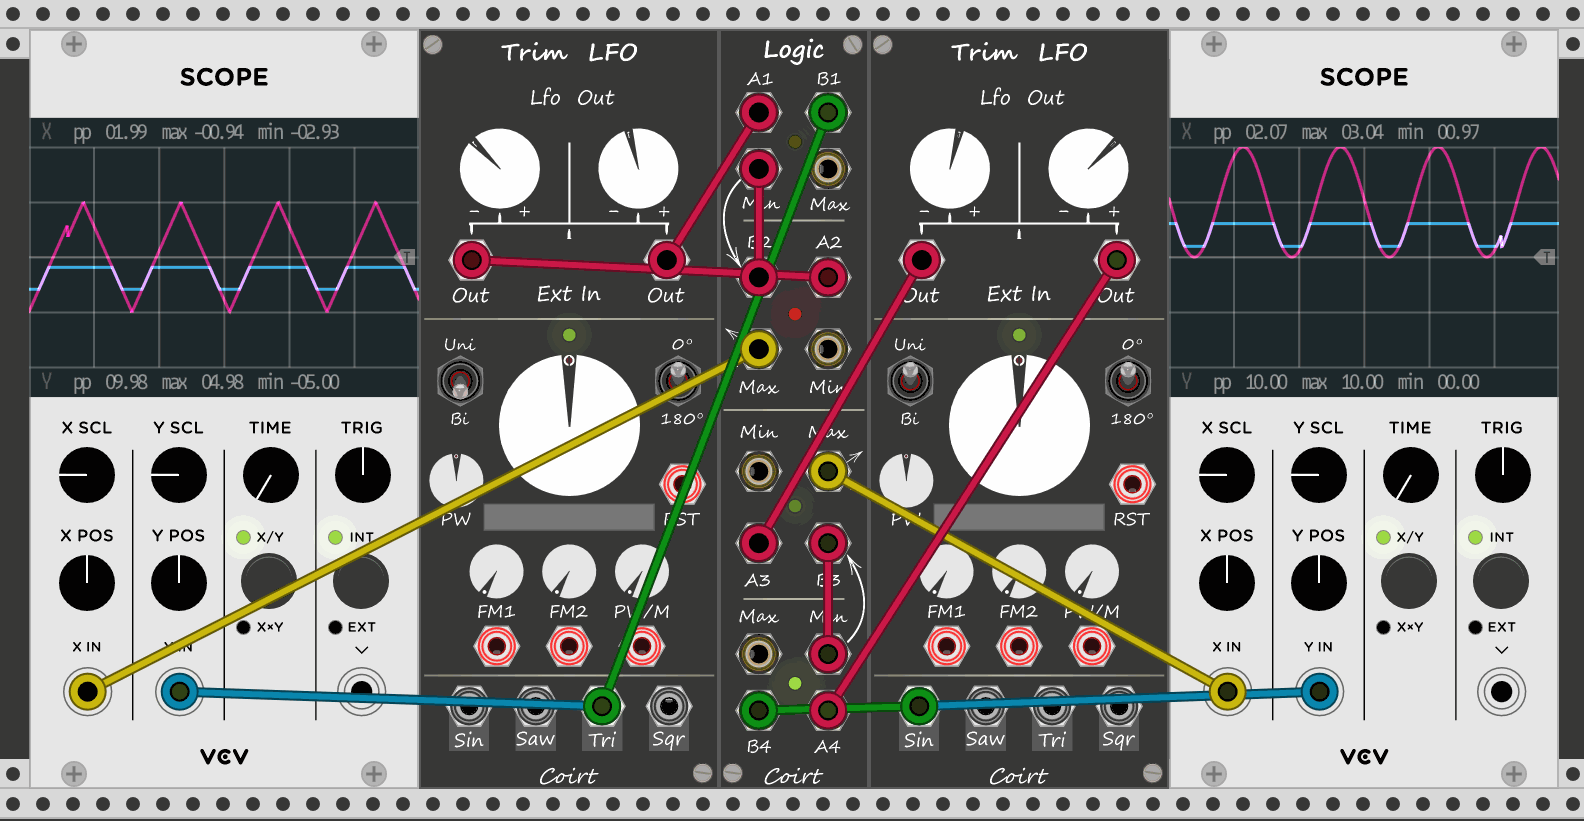 SCOPE
X pp 01.99 max -00.94 min -02.93
Y pp 09.98 max 04.98 min -05.00
X SCL Y SCL TIME TRIG
X POS Y POS X/Y INT
X×Y EXT
X IN Y IN
VCV
Trim LFO
Lfo Out
- + - +
Out Ext In Out
Uni 0°
Bi 180°
PW RST
FM1 FM2 PW/M
Sin Saw Tri Sqr
Coirt
Logic
A1 B1
Min Max
B2 A2
Max Min
Min Max
A3 B3
Max Min
B4 A4
Coirt
Trim LFO
Lfo Out
- + - +
Out Ext In Out
Uni 0°
Bi 180°
PW RST
FM1 FM2 PW/M
Sin Saw Tri Sqr
Coirt
SCOPE
X pp 02.07 max 03.04 min 00.97
T
Y pp 10.00 max 10.00 min 00.00
X SCL Y SCL TIME TRIG
X POS Y POS X/Y INT
X×Y EXT
X IN Y IN
VCV